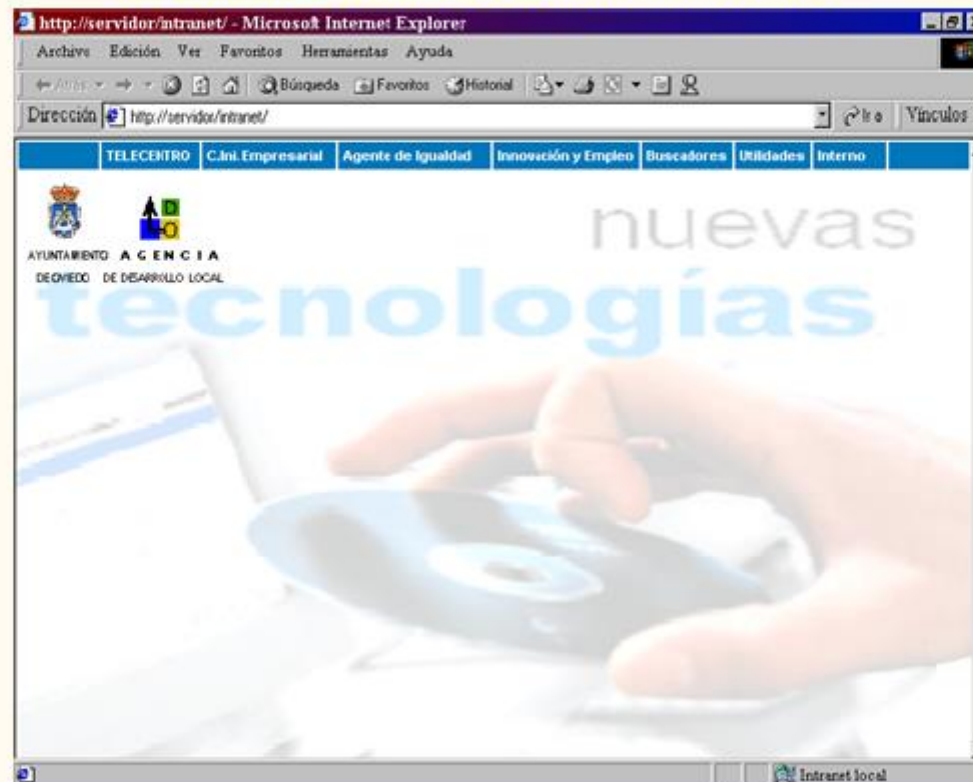 http://servidor/intranet/ - Microsoft Internet Explorer
Archivo Edición Ver Favoritos Herramientas Ayuda
Atrás Búsqueda Favoritos Historial
Dirección http://servidor/intranet/ Ir a Vínculos
TELECENTRO C.Ini.Empresarial Agente de Igualdad Innovación y Empleo Buscadores Utilidades Interno
nuevas
tecnologías
D
L O
AYUNTAMIENTO AGENCIA
DE OVIEDO DE DESARROLLO LOCAL
Intranet local